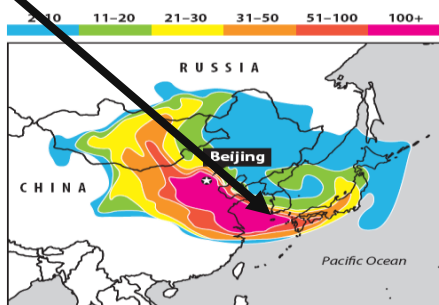 2–10 11–20 21–30 31–50 51–100 100+
RUSSIA
Beijing
CHINA
Pacific Ocean